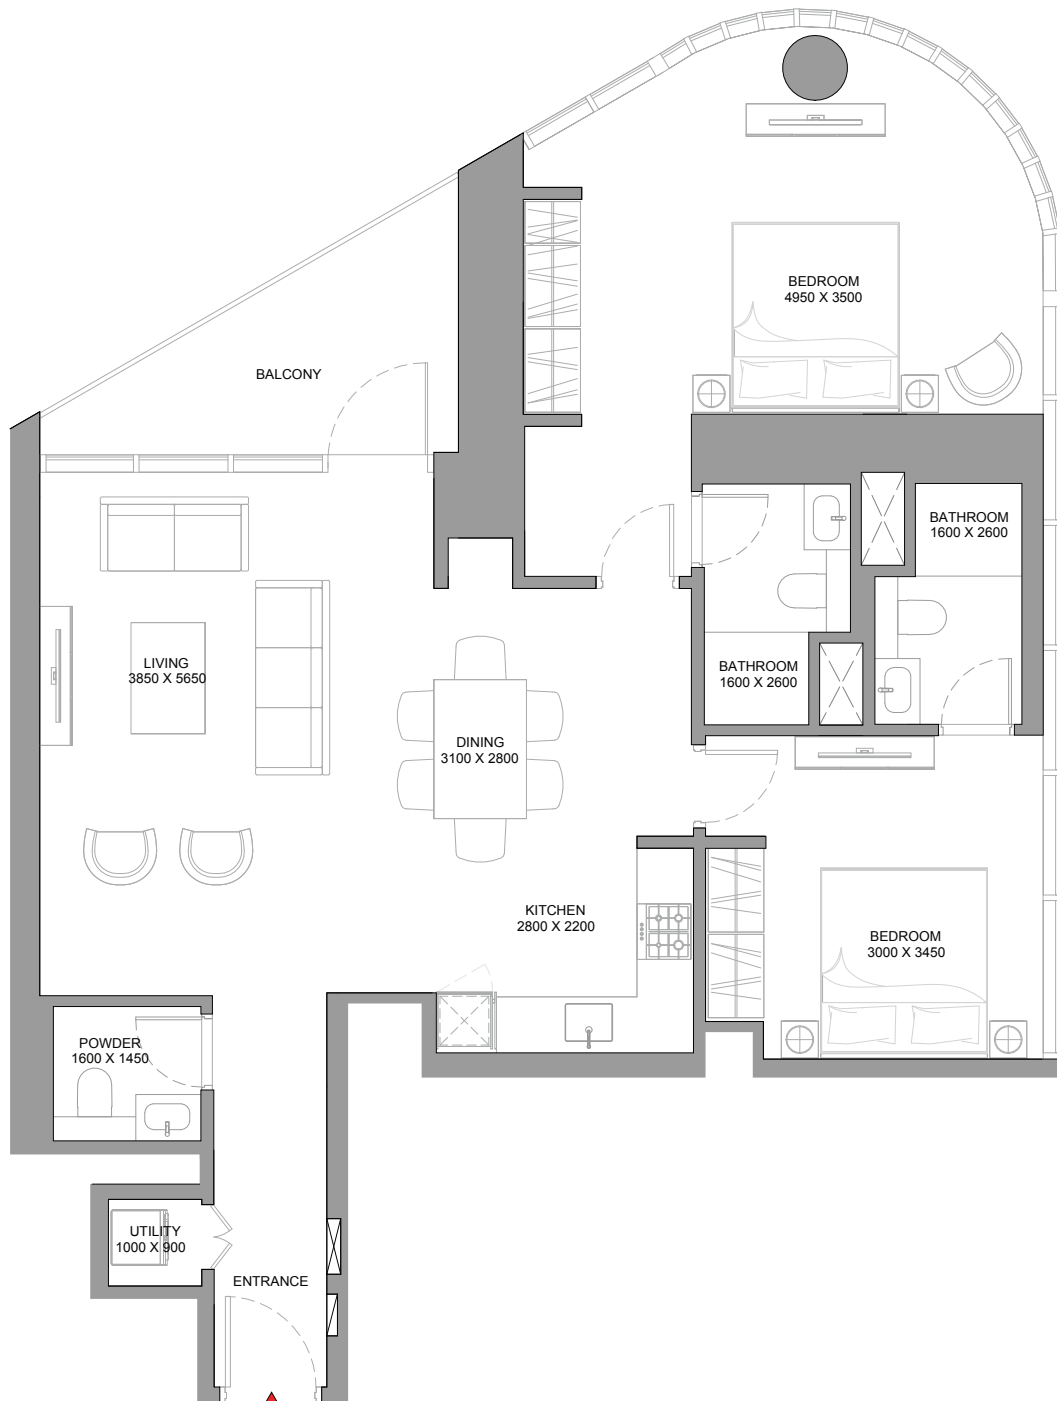 BEDROOM
4950 X 3500
BALCONY
BATHROOM
1600 X 2600
LIVING
3850 X 5650
BATHROOM
1600 X 2600
DINING
3100 X 2800
KITCHEN
2800 X 2200
BEDROOM
3000 X 3450
POWDER
1600 X 1450
UTILITY
1000 X 900
ENTRANCE